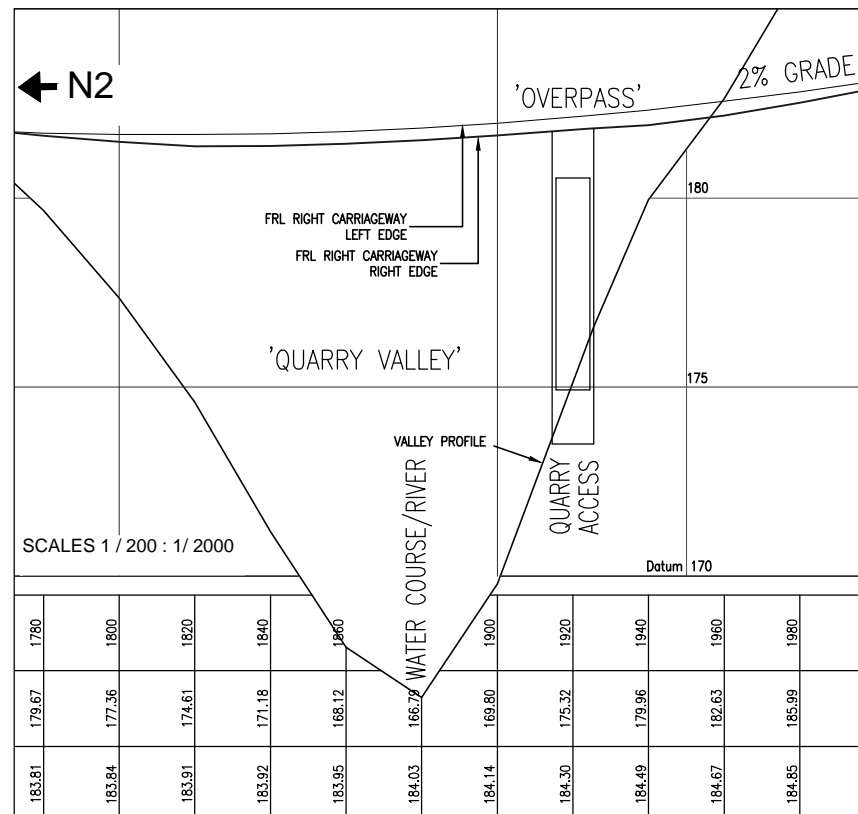 N2
'OVERPASS'
2% GRADE
180
FRL RIGHT CARRIAGEWAY
LEFT EDGE
FRL RIGHT CARRIAGEWAY
RIGHT EDGE
'QUARRY VALLEY'
175
VALLEY PROFILE
WATER COURSE/RIVER
QUARRY
ACCESS
SCALES 1 / 200 : 1/ 2000
Datum 170
1780 1800 1820 1840 1860 1900 1920 1940 1960 1980
179.67 177.36 174.61 171.18 168.12 166.79 169.80 175.32 179.96 182.63 185.99
183.81 183.84 183.91 183.92 183.95 184.03 184.14 184.30 184.49 184.67 184.85